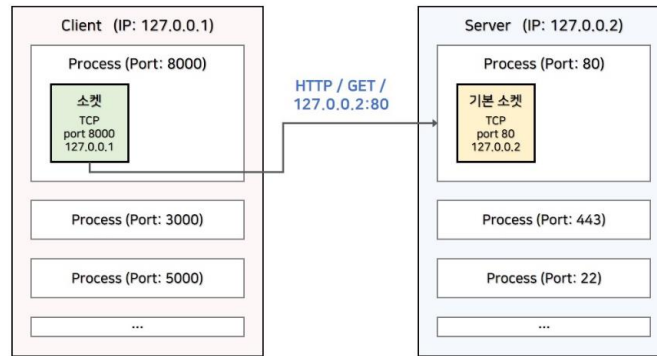 Client (IP: 127.0.0.1)
Process (Port: 8000)
소켓
TCP
port 8000
127.0.0.1
Process (Port: 3000)
Process (Port: 5000)
...
HTTP / GET /
127.0.0.2:80
Server (IP: 127.0.0.2)
Process (Port: 80)
기본 소켓
TCP
port 80
127.0.0.2
Process (Port: 443)
Process (Port: 22)
...